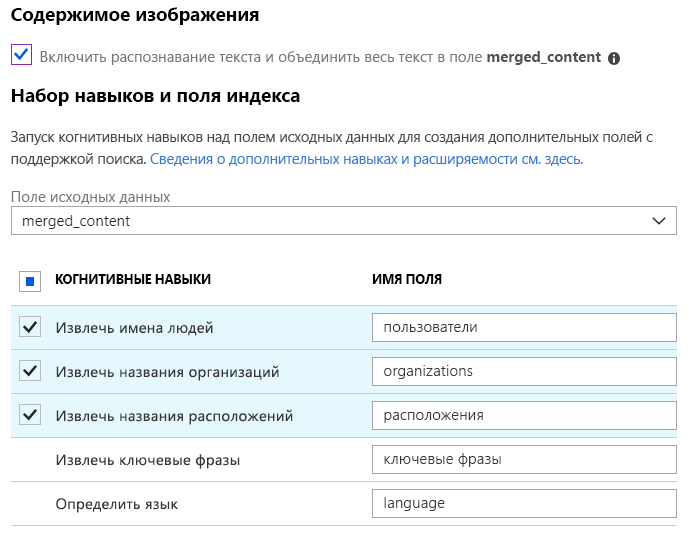 Содержимое изображения
Включить распознавание текста и объединить весь текст в поле merged_content
Набор навыков и поля индекса
Запуск когнитивных навыков над полем исходных данных для создания дополнительных полей с
поддержкой поиска. Сведения о дополнительных навыках и расширяемости см. здесь.
Поле исходных данных
merged_content
КОГНИТИВНЫЕ НАВЫКИ ИМЯ ПОЛЯ
Извлечь имена людей пользователи
Извлечь названия организаций organizations
Извлечь названия расположений расположения
Извлечь ключевые фразы ключевые фразы
Определить язык language